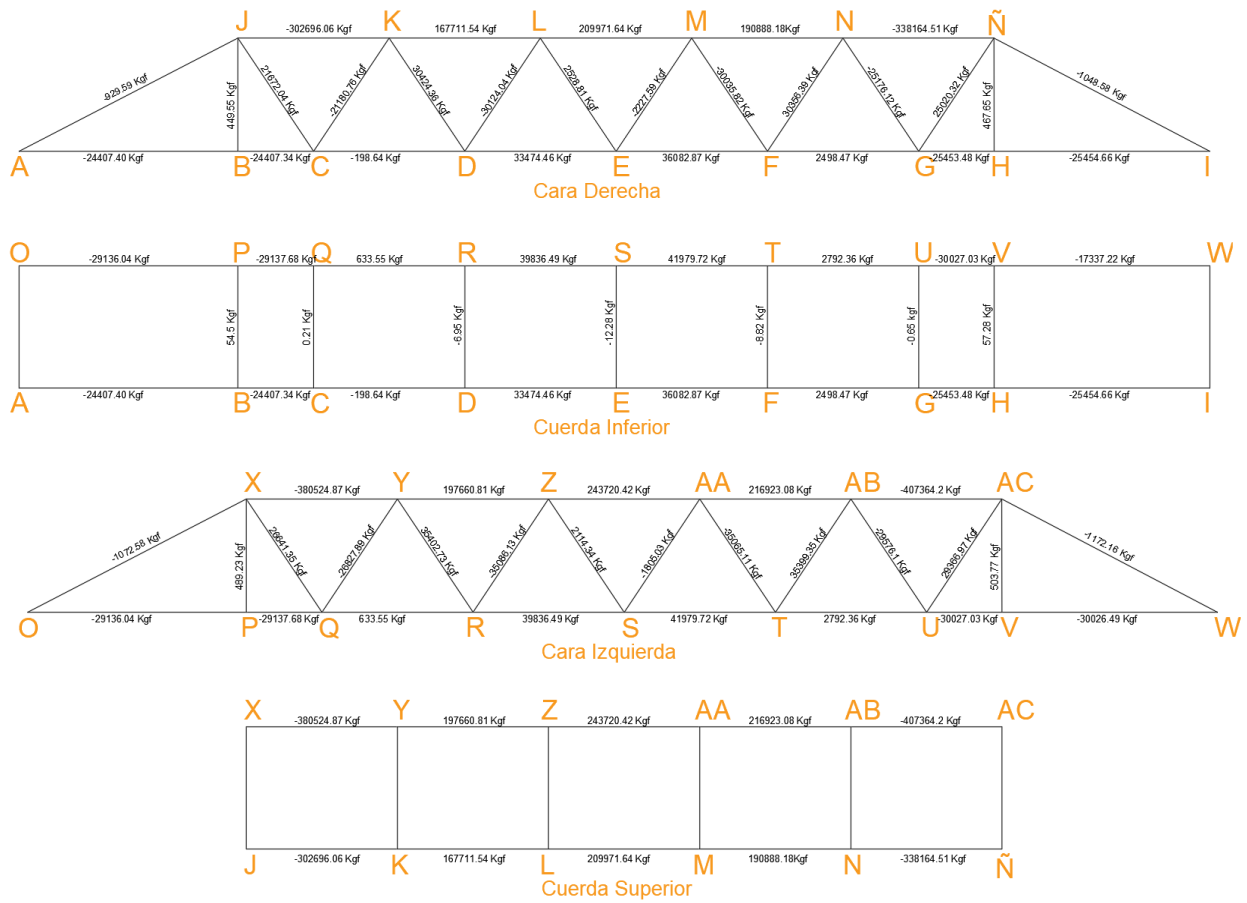 J K L M N Ñ
-302696.06 Kgf 167711.54 Kgf 209971.64 Kgf 190888.18Kgf -338164.51 Kgf
-929.59 Kgf 449.55 Kgf 21672.04 Kgf -21180.76 Kgf 30424.36 Kgf -30124.04 Kgf 2528.81 Kgf -2227.59 Kgf -30035.82 Kgf 30356.39 Kgf -25176.12 Kgf 25020.32 Kgf 467.65 Kgf -1048.58 Kgf
-24407.40 Kgf -24407.34 Kgf -198.64 Kgf 33474.46 Kgf 36082.87 Kgf 2498.47 Kgf -25453.48 Kgf -25454.66 Kgf
A B C D E F G H I
Cara Derecha
O P Q R S T U V W
-29136.04 Kgf -29137.68 Kgf 633.55 Kgf 39836.49 Kgf 41979.72 Kgf 2792.36 Kgf -30027.03 Kgf -17337.22 Kgf
54.5 Kgf 0.21 Kgf -6.95 Kgf -12.28 Kgf -8.82 Kgf -0.65 kgf 57.28 Kgf
-24407.40 Kgf -24407.34 Kgf -198.64 Kgf 33474.46 Kgf 36082.87 Kgf 2498.47 Kgf -25453.48 Kgf -25454.66 Kgf
A B C D E F G H I
Cuerda Inferior
X Y Z AA AB AC
-380524.87 Kgf 197660.81 Kgf 243720.42 Kgf 216923.08 Kgf -407364.2 Kgf
-1072.58 Kgf 489.23 Kgf 26641.35 Kgf -26827.89 Kgf 35402.73 Kgf -35086.13 Kgf 2114.34 Kgf -1805.03 Kgf -35065.11 Kgf 35399.35 Kgf -29576.1 Kgf 29366.97 Kgf 503.77 Kgf -1172.16 Kgf
-29136.04 Kgf -29137.68 Kgf 633.55 Kgf 39836.49 Kgf 41979.72 Kgf 2792.36 Kgf -30027.03 Kgf -30026.49 Kgf
O P Q R S T U V W
Cara Izquierda
X Y Z AA AB AC
-380524.87 Kgf 197660.81 Kgf 243720.42 Kgf 216923.08 Kgf -407364.2 Kgf
J K L M N Ñ
-302696.06 Kgf 167711.54 Kgf 209971.64 Kgf 190888.18Kgf -338164.51 Kgf
Cuerda Superior